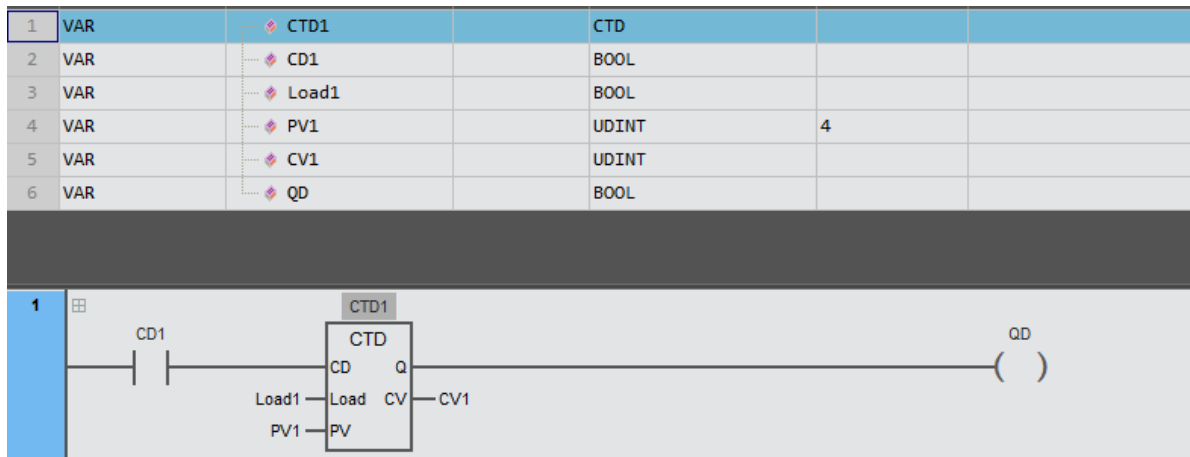 1 VAR CTD1 CTD
2 VAR CD1 BOOL
3 VAR Load1 BOOL
4 VAR PV1 UDINT 4
5 VAR CV1 UDINT
6 VAR QD BOOL
1 CTD1
CD1 CTD QD
CD Q
Load1 Load CV CV1
PV1 PV